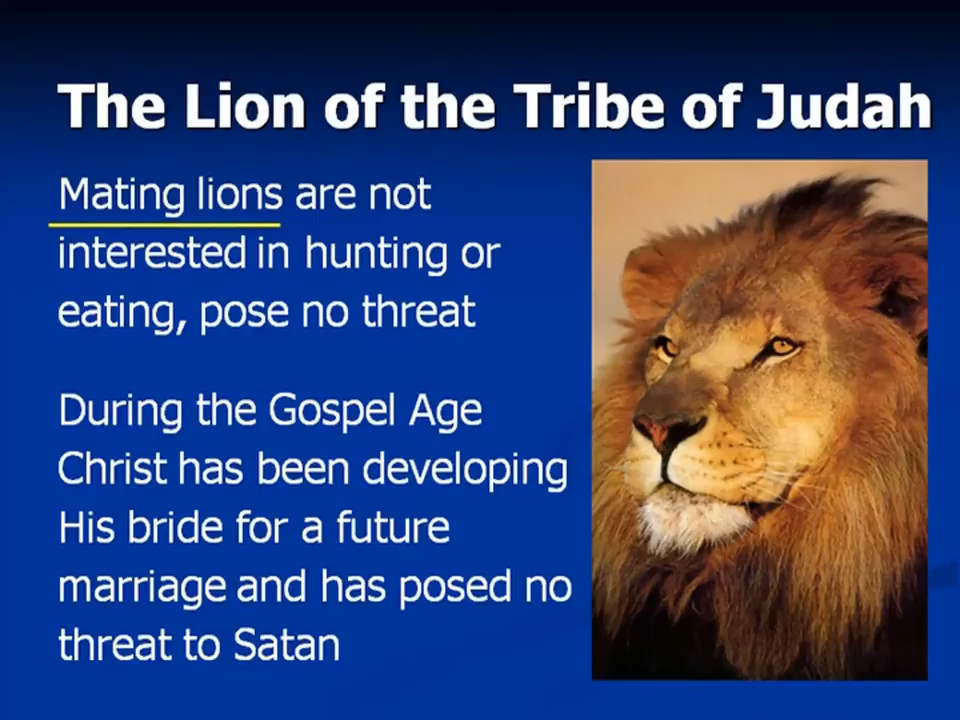 The Lion of the Tribe of Judah
Mating lions are not
interested in hunting or
eating, pose no threat
During the Gospel Age
Christ has been developing
His bride for a future
marriage and has posed no
threat to Satan